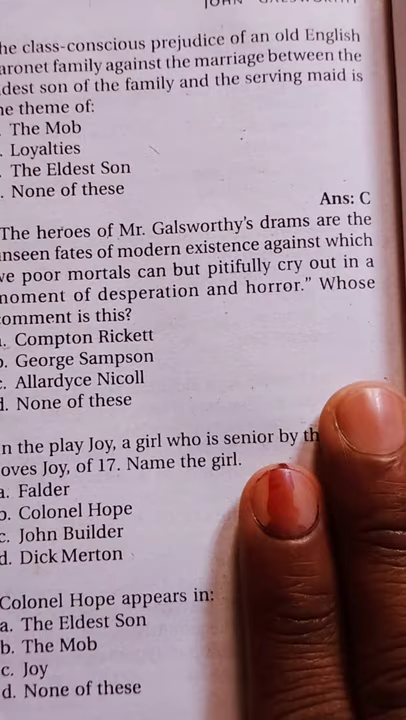 JOHN GALSWORTHY
he class-conscious prejudice of an old English
aronet family against the marriage between the
dest son of the family and the serving maid is
e theme of:
. The Mob
. Loyalties
. The Eldest Son
. None of these
Ans: C
The heroes of Mr. Galsworthy's drams are the
nseen fates of modern existence against which
ve poor mortals can but pitifully cry out in a
moment of desperation and horror." Whose
omment is this?
. Compton Rickett
b. George Sampson
c. Allardyce Nicoll
d. None of these
n the play Joy, a girl who is senior by th
oves Joy, of 17. Name the girl.
a. Falder
b. Colonel Hope
c. John Builder
d. Dick Merton
Colonel Hope appears in:
a. The Eldest Son
b. The Mob
c. Joy
d. None of these